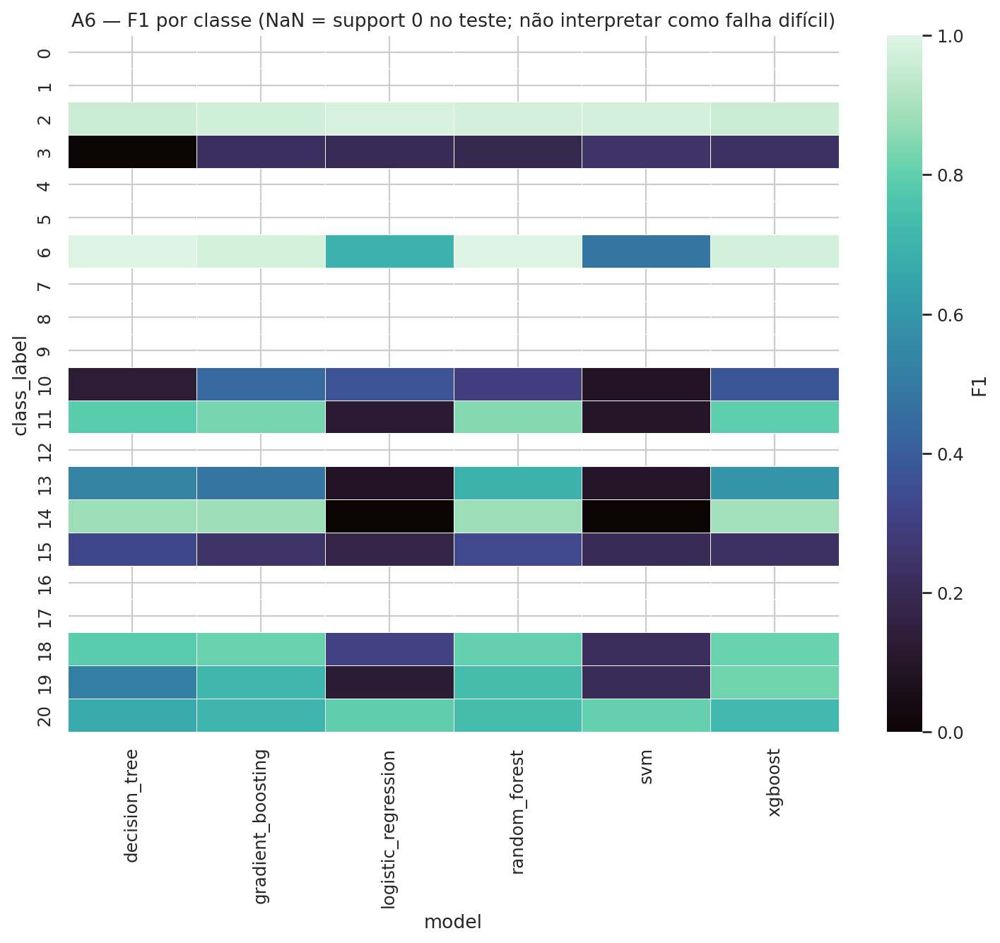 A6 — F1 por classe (NaN = support 0 no teste; não interpretar como falha difícil)
class_label
0
1
2
3
4
5
6
7
8
9
10
11
12
13
14
15
16
17
18
19
20
decision_tree
gradient_boosting
logistic_regression
random_forest
svm
xgboost
model
1.0
0.8
0.6
0.4
0.2
0.0
F1